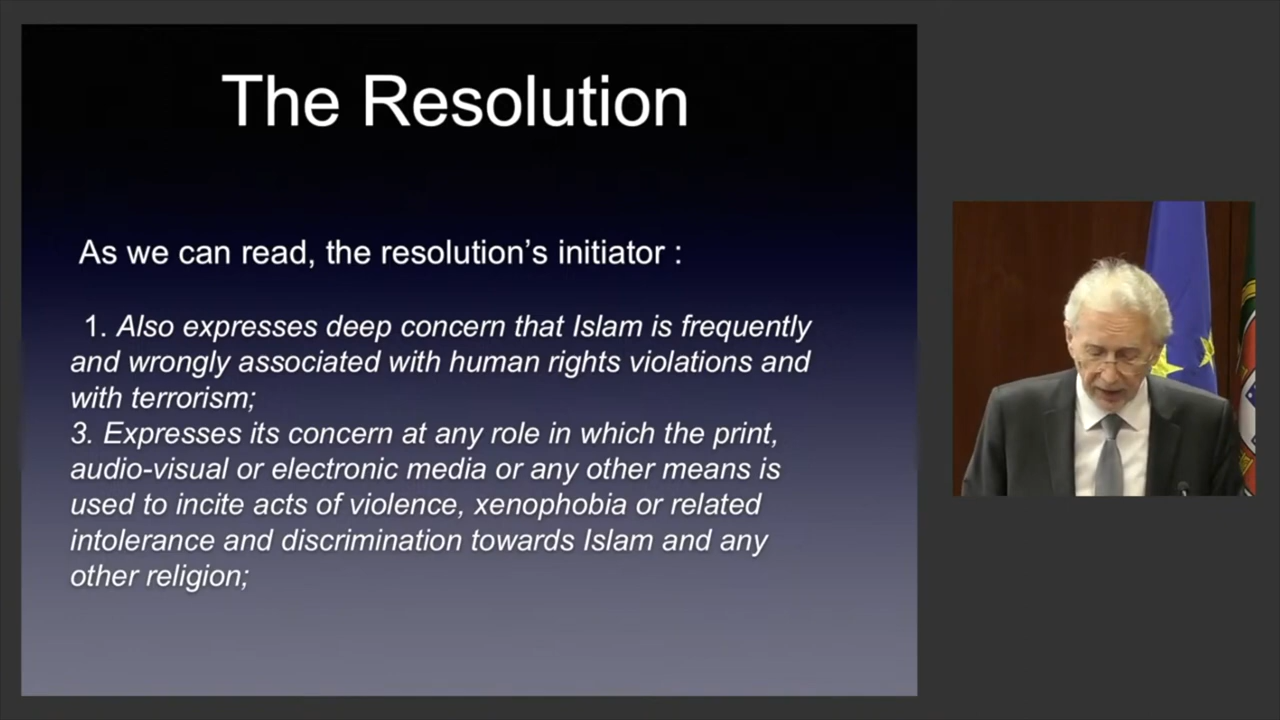 The Resolution
As we can read, the resolution’s initiator :
1. Also expresses deep concern that Islam is frequently
and wrongly associated with human rights violations and
with terrorism;
3. Expresses its concern at any role in which the print,
audio-visual or electronic media or any other means is
used to incite acts of violence, xenophobia or related
intolerance and discrimination towards Islam and any
other religion;